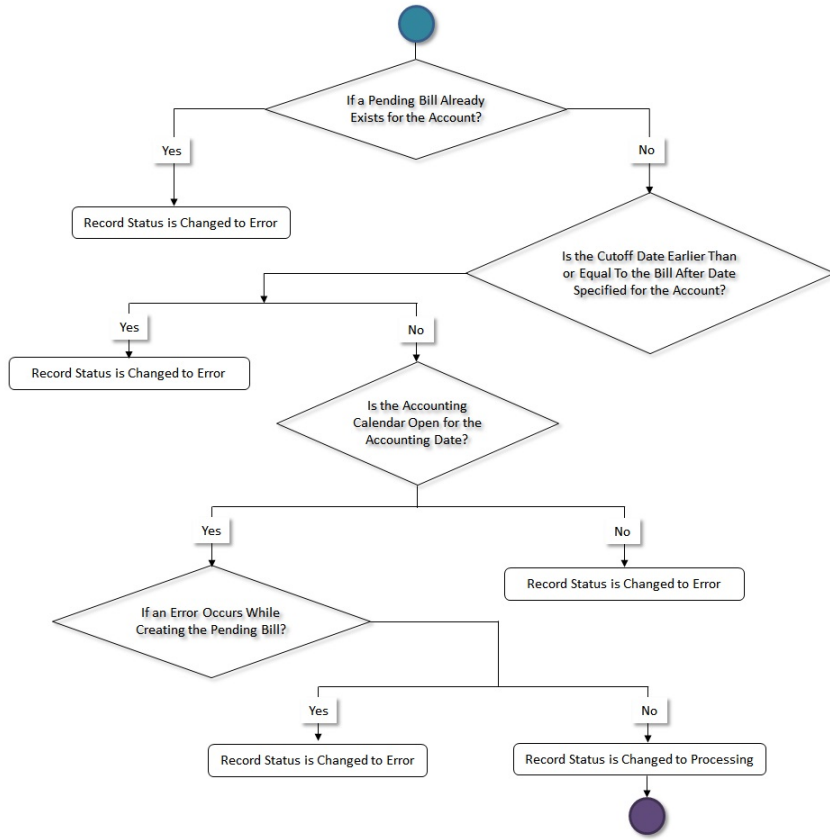 If a Pending Bill Already
Exists for the Account?
Yes
No
Record Status is Changed to Error
Is the Cutoff Date Earlier Than
or Equal To the Bill After Date
Specified for the Account?
Yes
No
Record Status is Changed to Error
Is the Accounting
Calendar Open for the
Accounting Date?
Yes
No
Record Status is Changed to Error
If an Error Occurs While
Creating the Pending Bill?
Yes
No
Record Status is Changed to Error
Record Status is Changed to Processing